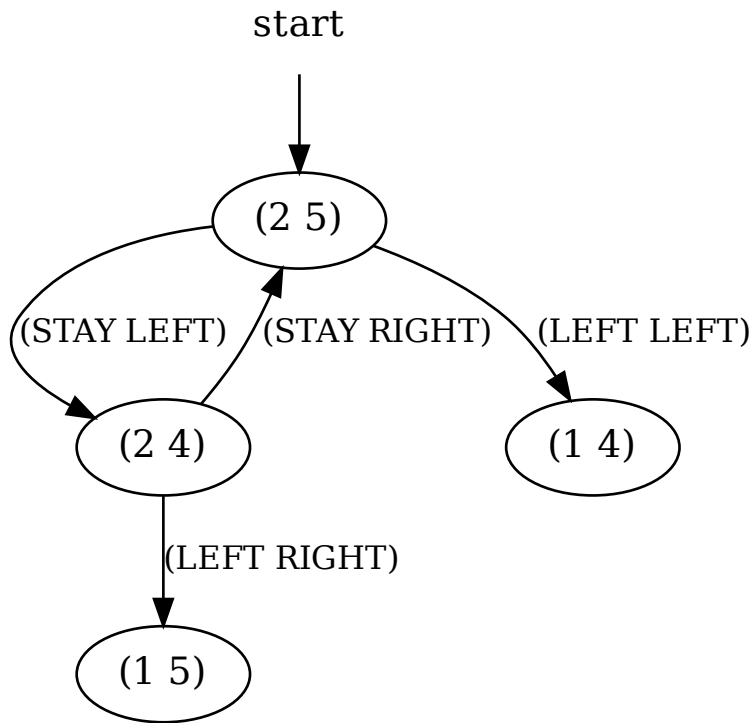 start
(2 5)
(STAY LEFT)
(STAY RIGHT)
(LEFT LEFT)
(2 4)
(1 4)
(LEFT RIGHT)
(1 5)